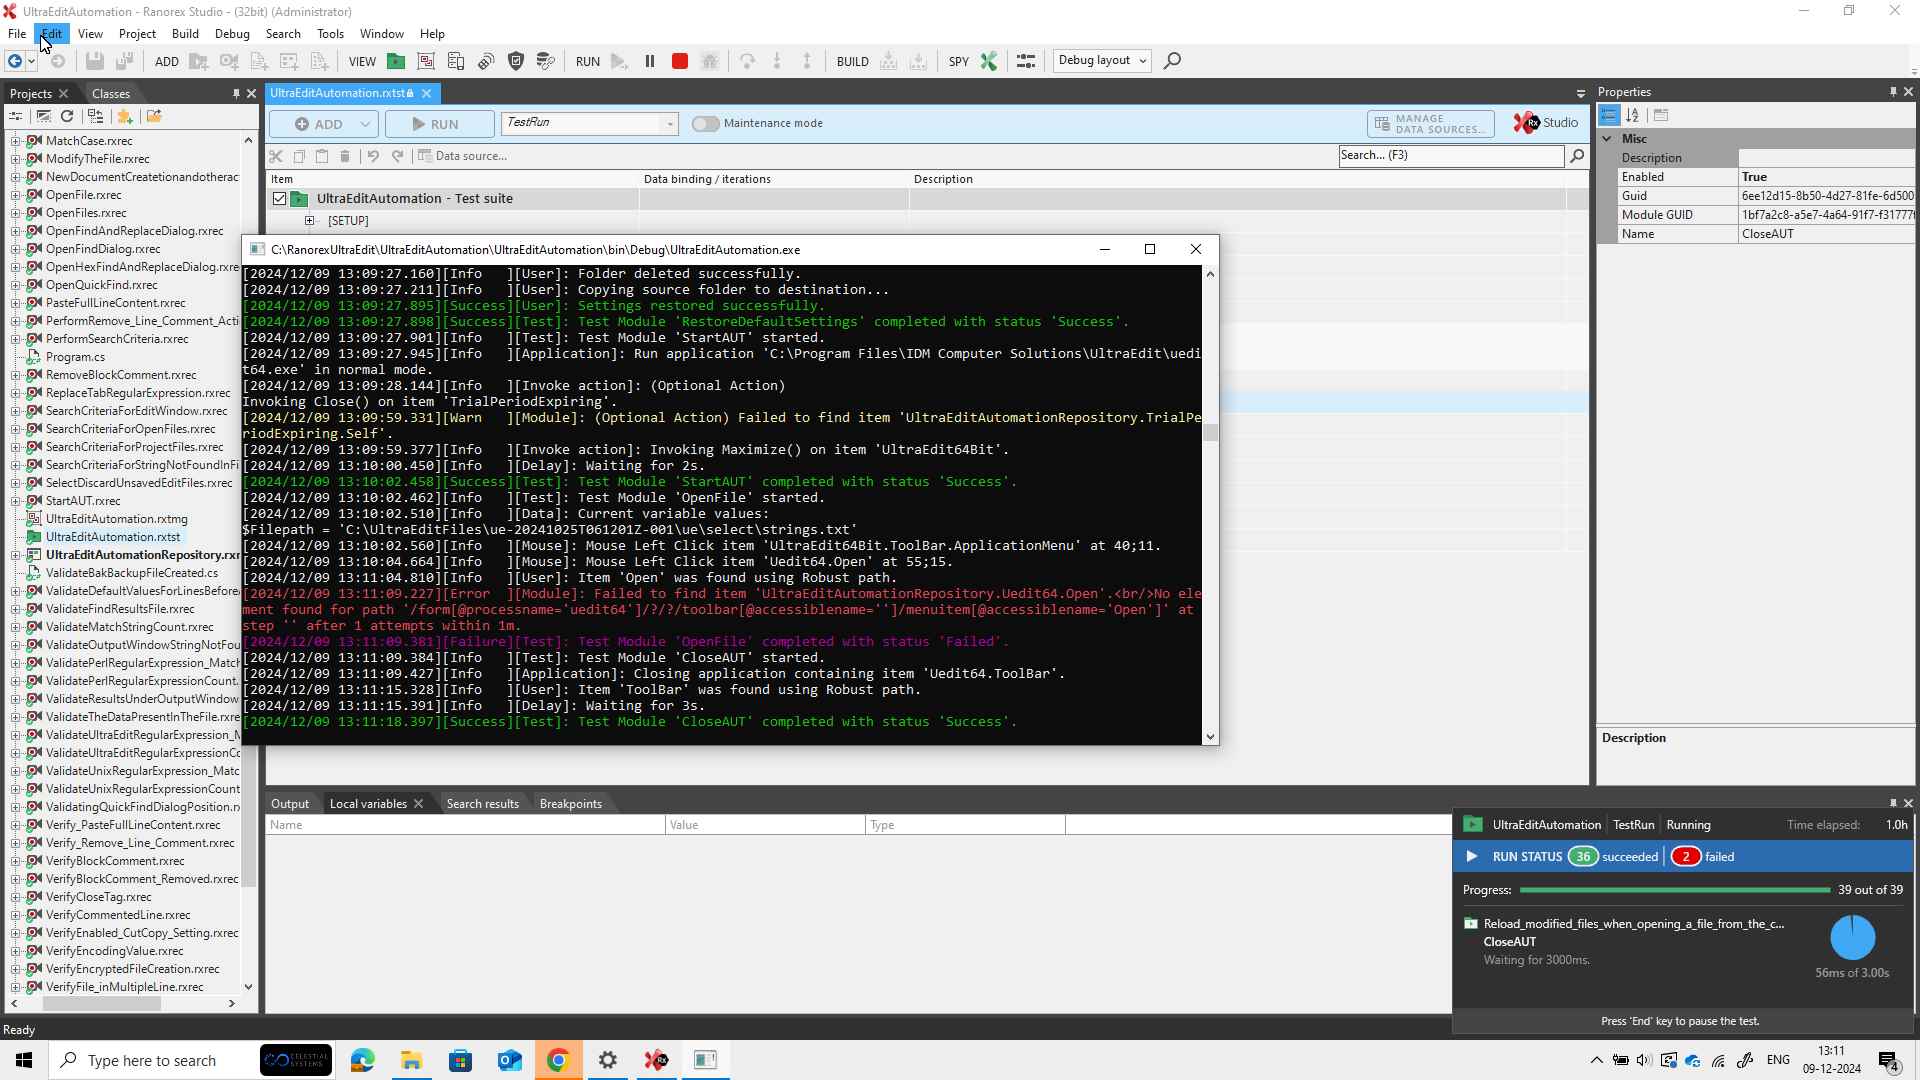 UltraEditAutomation - Ranorex Studio - (32bit) (Administrator)
File Edit View Project Build Debug Search Tools Window Help
ADD VIEW RUN BUILD SPY Debug layout
Projects Classes
UltraEditAutomation.rxtst
Properties
ADD RUN TestRun Maintenance mode MANAGE DATA SOURCES... Studio
Data source... Search... (F3)
Item Data binding / iterations Description
UltraEditAutomation - Test suite
[SETUP]
MatchCase.rxrec
ModifyTheFile.rxrec
NewDocumentCreatetionandotherac
OpenFile.rxrec
OpenFiles.rxrec
OpenFindAndReplaceDialog.rxrec
OpenFindDialog.rxrec
OpenHexFindAndReplaceDialog.rxre
OpenQuickFind.rxrec
PasteFullLineContent.rxrec
PerformRemove_Line_Comment_Acti
PerformSearchCriteria.rxrec
Program.cs
RemoveBlockComment.rxrec
ReplaceTabRegularExpression.rxrec
SearchCriteriaForEditWindow.rxrec
SearchCriteriaForOpenFiles.rxrec
SearchCriteriaForProjectFiles.rxrec
SearchCriteriaForStringNotFoundInFi
SelectDiscardUnsavedEditFiles.rxrec
StartAUT.rxrec
UltraEditAutomation.rxtmg
UltraEditAutomation.rxtst
UltraEditAutomationRepository.rxr
ValidateBakBackupFileCreated.cs
ValidateDefaultValuesForLinesBefore
ValidateFindResultsFile.rxrec
ValidateMatchStringCount.rxrec
ValidateOutputWindowStringNotFou
ValidatePerlRegularExpression_Match
ValidatePerlRegularExpressionCount.
ValidateResultsUnderOutputWindow
ValidateTheDataPresentInTheFile.rxre
ValidateUltraEditRegularExpression_M
ValidateUltraEditRegularExpressionCo
ValidateUnixRegularExpression_Matc
ValidateUnixRegularExpressionCount
ValidatingQuickFindDialogPosition.rx
Verify_PasteFullLineContent.rxrec
Verify_Remove_Line_Comment.rxrec
VerifyBlockComment.rxrec
VerifyBlockComment_Removed.rxrec
VerifyCloseTag.rxrec
VerifyCommentedLine.rxrec
VerifyEnabled_CutCopy_Setting.rxrec
VerifyEncodingValue.rxrec
VerifyEncryptedFileCreation.rxrec
VerifyFile_inMultipleLine.rxrec
C:\RanorexUltraEdit\UltraEditAutomation\UltraEditAutomation\bin\Debug\UltraEditAutomation.exe
[2024/12/09 13:09:27.160][Info   ][User]: Folder deleted successfully.
[2024/12/09 13:09:27.211][Info   ][User]: Copying source folder to destination...
[2024/12/09 13:09:27.895][Success][User]: Settings restored successfully.
[2024/12/09 13:09:27.898][Success][Test]: Test Module 'RestoreDefaultSettings' completed with status 'Success'.
[2024/12/09 13:09:27.901][Info   ][Test]: Test Module 'StartAUT' started.
[2024/12/09 13:09:27.945][Info   ][Application]: Run application 'C:\Program Files\IDM Computer Solutions\UltraEdit\uedi
t64.exe' in normal mode.
[2024/12/09 13:09:28.144][Info   ][Invoke action]: (Optional Action)
Invoking Close() on item 'TrialPeriodExpiring'.
[2024/12/09 13:09:59.331][Warn   ][Module]: (Optional Action) Failed to find item 'UltraEditAutomationRepository.TrialPe
riodExpiring.Self'.
[2024/12/09 13:09:59.377][Info   ][Invoke action]: Invoking Maximize() on item 'UltraEdit64Bit'.
[2024/12/09 13:10:00.450][Info   ][Delay]: Waiting for 2s.
[2024/12/09 13:10:02.458][Success][Test]: Test Module 'StartAUT' completed with status 'Success'.
[2024/12/09 13:10:02.462][Info   ][Test]: Test Module 'OpenFile' started.
[2024/12/09 13:10:02.510][Info   ][Data]: Current variable values:
$Filepath = 'C:\UltraEditFiles\ue-20241025T061201Z-001\ue\select\strings.txt'
[2024/12/09 13:10:02.560][Info   ][Mouse]: Mouse Left Click item 'UltraEdit64Bit.ToolBar.ApplicationMenu' at 40;11.
[2024/12/09 13:10:04.664][Info   ][Mouse]: Mouse Left Click item 'Uedit64.Open' at 55;15.
[2024/12/09 13:11:04.810][Info   ][User]: Item 'Open' was found using Robust path.
[2024/12/09 13:11:09.227][Error  ][Module]: Failed to find item 'UltraEditAutomationRepository.Uedit64.Open'.<br/>No ele
ment found for path '/form[@processname='uedit64']/?/?/toolbar[@accessiblename='']/menuitem[@accessiblename='Open']' at
step '' after 1 attempts within 1m.
[2024/12/09 13:11:09.381][Failure][Test]: Test Module 'OpenFile' completed with status 'Failed'.
[2024/12/09 13:11:09.384][Info   ][Test]: Test Module 'CloseAUT' started.
[2024/12/09 13:11:09.427][Info   ][Application]: Closing application containing item 'Uedit64.ToolBar'.
[2024/12/09 13:11:15.328][Info   ][User]: Item 'ToolBar' was found using Robust path.
[2024/12/09 13:11:15.391][Info   ][Delay]: Waiting for 3s.
[2024/12/09 13:11:18.397][Success][Test]: Test Module 'CloseAUT' completed with status 'Success'.
Misc
Description
Enabled True
Guid 6ee12d15-8b50-4d27-81fe-6d500
Module GUID 1bf7a2c8-a5e7-4a64-91f7-f31777
Name CloseAUT
Description
Output Local variables Search results Breakpoints
Name Value Type
UltraEditAutomation TestRun Running Time elapsed: 1.0h
RUN STATUS 36 succeeded 2 failed
Progress: 39 out of 39
Reload_modified_files_when_opening_a_file_from_the_c...
CloseAUT
Waiting for 3000ms.
56ms of 3.00s
Press 'End' key to pause the test.
Ready
Type here to search
CELESTIAL SYSTEMS
ENG
13:11
09-12-2024
4